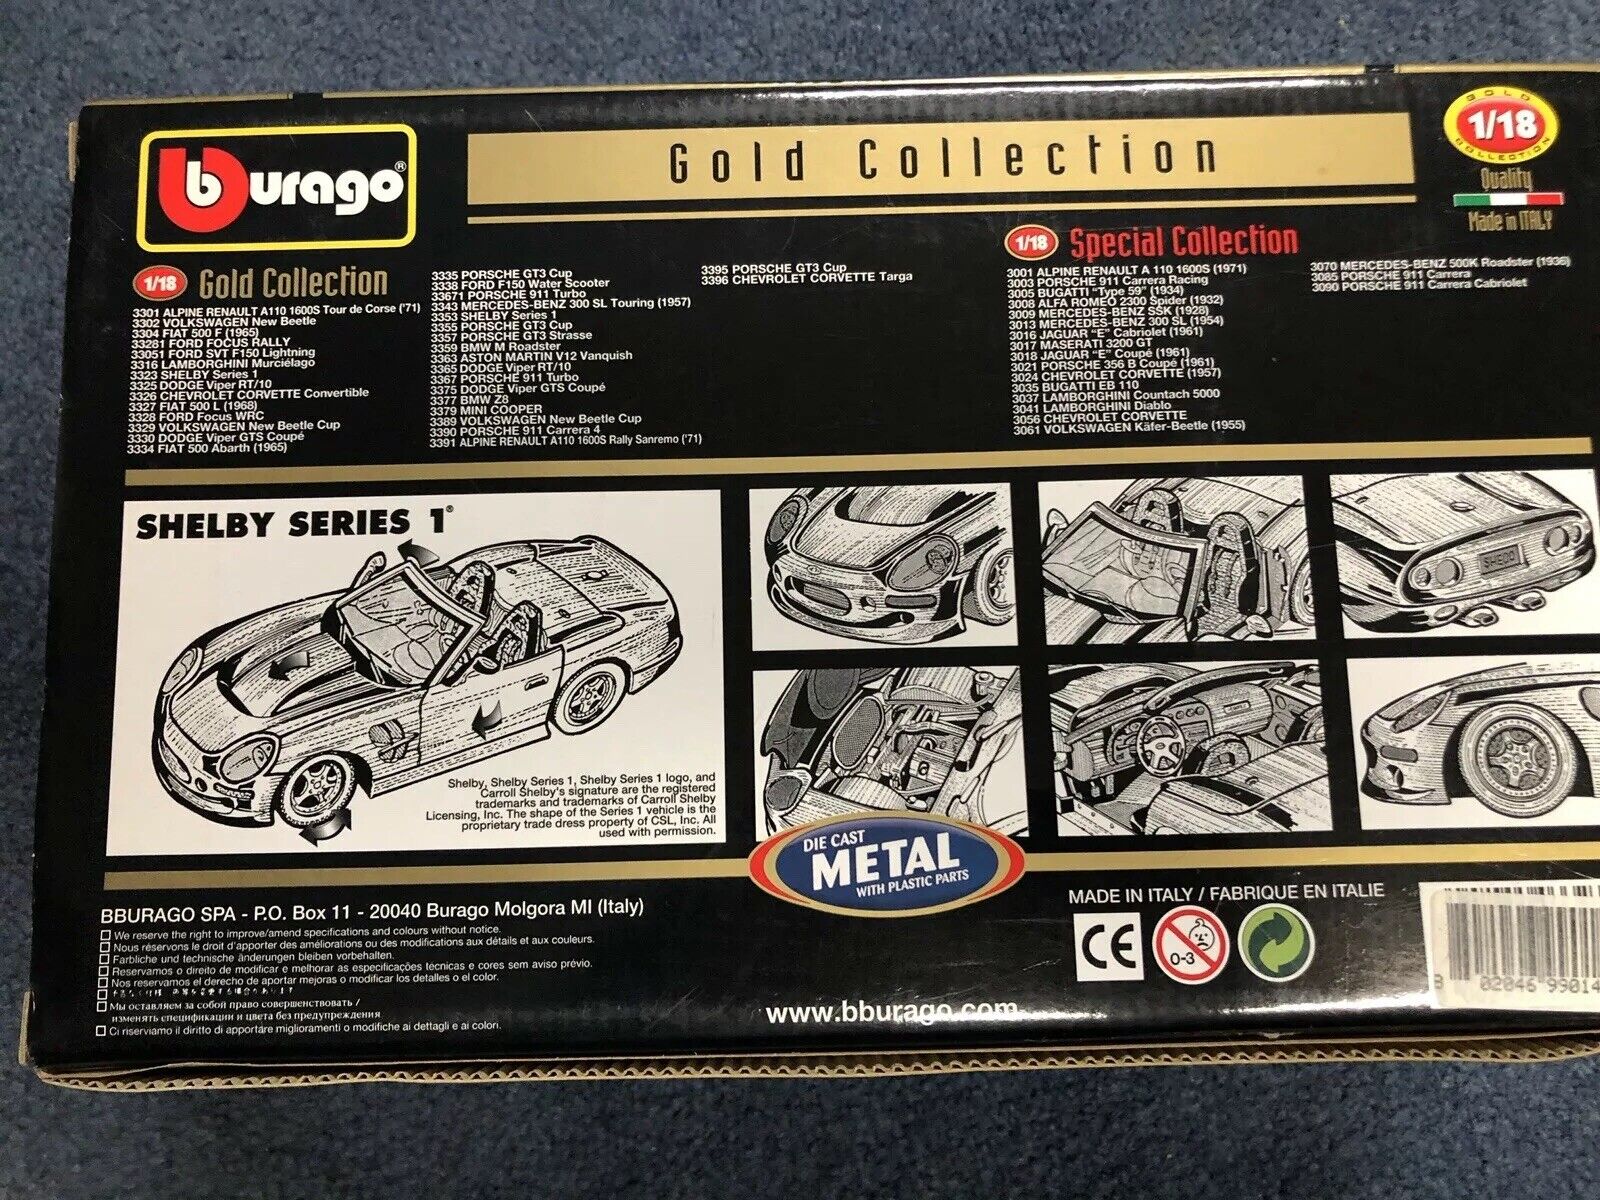 burago®
Gold Collection
GOLD
1/18
COLLECTION
Quality
Made in ITALY
1/18 Gold Collection
3301 ALPINE RENAULT A110 1600S Tour de Corse ('71)
3302 VOLKSWAGEN New Beetle
3304 FIAT 500 F (1965)
33281 FORD FOCUS RALLY
33051 FORD SVT F150 Lightning
3316 LAMBORGHINI Murciélago
3323 SHELBY Series 1
3325 DODGE Viper RT/10
3326 CHEVROLET CORVETTE Convertible
3327 FIAT 500 L (1968)
3328 FORD Focus WRC
3329 VOLKSWAGEN New Beetle Cup
3330 DODGE Viper GTS Coupé
3334 FIAT 500 Abarth (1965)
3335 PORSCHE GT3 Cup
3338 FORD F150 Water Scooter
33671 PORSCHE 911 Turbo
3343 MERCEDES-BENZ 300 SL Touring (1957)
3353 SHELBY Series 1
3355 PORSCHE GT3 Cup
3357 PORSCHE GT3 Strasse
3359 BMW M Roadster
3363 ASTON MARTIN V12 Vanquish
3365 DODGE Viper RT/10
3367 PORSCHE 911 Turbo
3375 DODGE Viper GTS Coupé
3377 BMW Z8
3379 MINI COOPER
3389 VOLKSWAGEN New Beetle Cup
3390 PORSCHE 911 Carrera 4
3391 ALPINE RENAULT A110 1600S Rally Sanremo ('71)
3395 PORSCHE GT3 Cup
3396 CHEVROLET CORVETTE Targa
1/18 Special Collection
3001 ALPINE RENAULT A 110 1600S (1971)
3003 PORSCHE 911 Carrera Racing
3005 BUGATTI "Type 59" (1934)
3008 ALFA ROMEO 2300 Spider (1932)
3009 MERCEDES-BENZ SSK (1928)
3013 MERCEDES-BENZ 300 SL (1954)
3016 JAGUAR "E" Cabriolet (1961)
3017 MASERATI 3200 GT
3018 JAGUAR "E" Coupé (1961)
3021 PORSCHE 356 B Coupé (1961)
3024 CHEVROLET CORVETTE (1957)
3035 BUGATTI EB 110
3037 LAMBORGHINI Countach 5000
3041 LAMBORGHINI Diablo
3056 CHEVROLET CORVETTE
3061 VOLKSWAGEN Käfer-Beetle (1955)
3070 MERCEDES-BENZ 500K Roadster (1936)
3085 PORSCHE 911 Carrera
3090 PORSCHE 911 Carrera Cabriolet
SHELBY SERIES 1®
Shelby, Shelby Series 1, Shelby Series 1 logo, and
Carroll Shelby's signature are the registered
trademarks and trademarks of Carroll Shelby
Licensing, Inc. The shape of the Series 1 vehicle is the
proprietary trade dress property of CSL, Inc. All
used with permission.
DIE CAST
METAL
WITH PLASTIC PARTS
BBURAGO SPA - P.O. Box 11 - 20040 Burago Molgora MI (Italy)
We reserve the right to improve/amend specifications and colours without notice.
Nous réservons le droit d'apporter des améliorations ou des modifications aux détails et aux couleurs.
Farbliche und technische änderungen bleiben vorbehalten.
Reservamos o direito de modificar e melhorar as especificações técnicas e cores sem aviso prévio.
Nos reservamos el derecho de aportar mejoras o modificar los detalles o el color.
Мы оставляем за собой право совершенствовать /
изменять спецификации и цвета без предупреждения
Ci riserviamo il diritto di apportare miglioramenti o modifiche ai dettagli e ai colori.
MADE IN ITALY / FABRIQUE EN ITALIE
CE
0-3
www.bburago.com
8 02046 99014